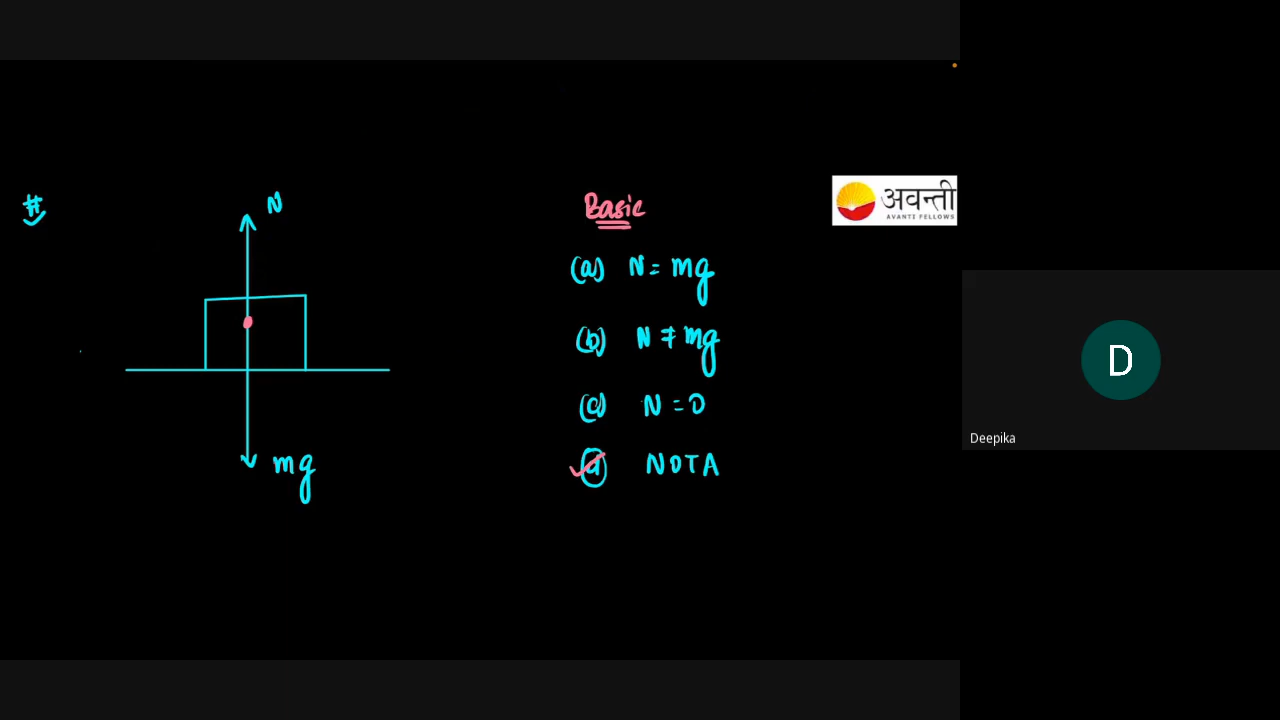 #
N
mg
Basic
(a) N = mg
(b) N ≠ mg
(c) N = 0
(d) NOTA
अवन्ती
AVANTI FELLOWS
D
Deepika